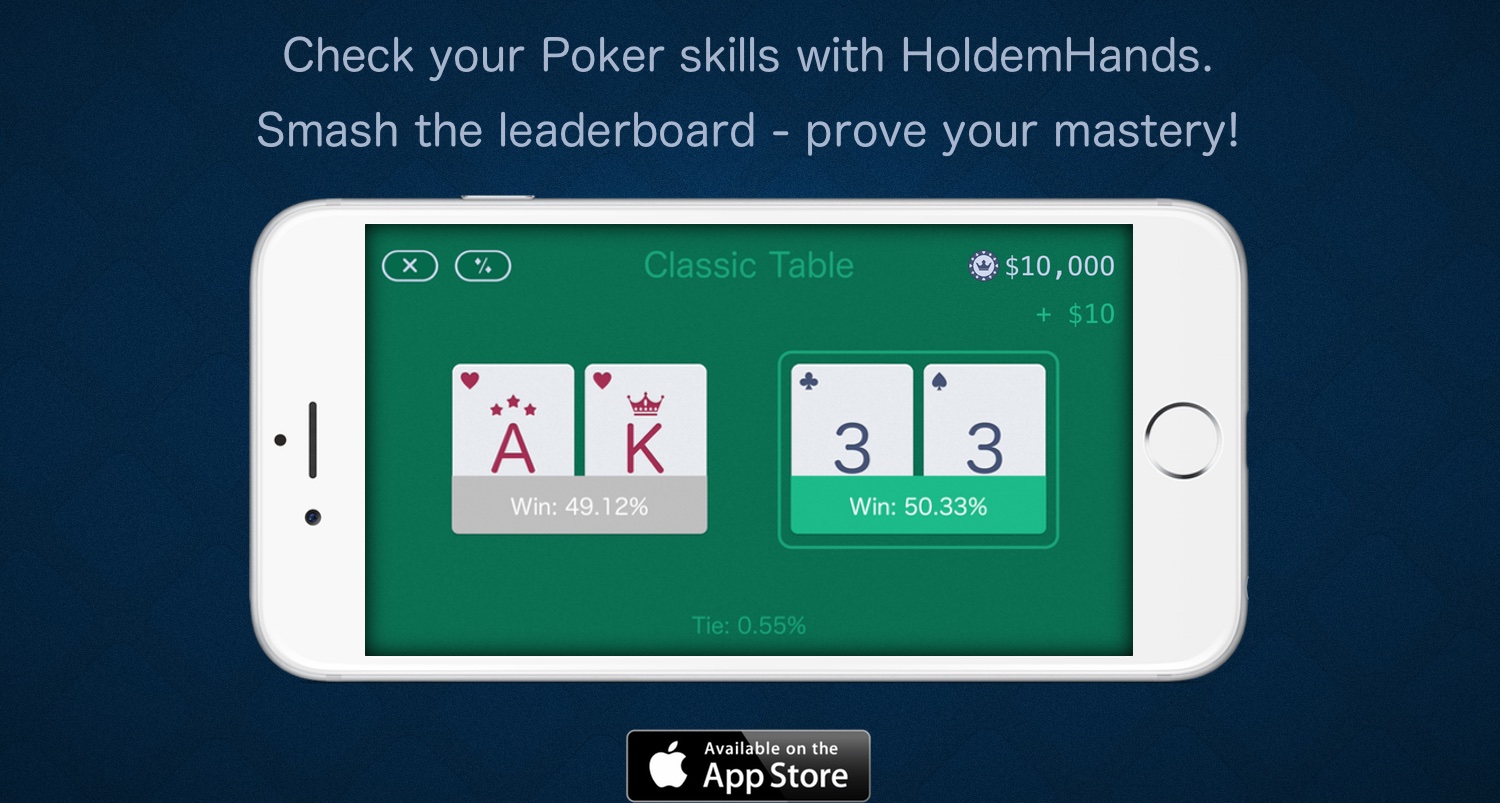 Check your Poker skills with HoldemHands.
Smash the leaderboard - prove your mastery!
Classic Table
$10,000
+ $10
A K
3 3
Win: 49.12%
Win: 50.33%
Tie: 0.55%
Available on the
App Store